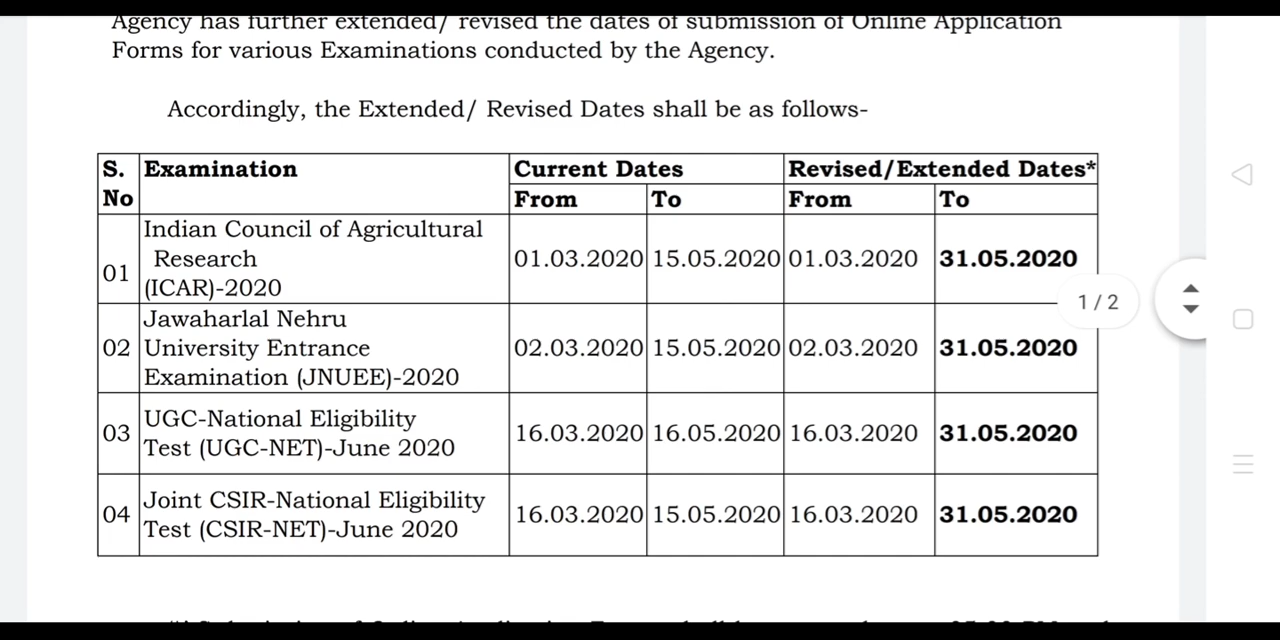 Agency has further extended/ revised the dates of submission of Online Application
Forms for various Examinations conducted by the Agency.
Accordingly, the Extended/ Revised Dates shall be as follows-
S. No Examination Current Dates Revised/Extended Dates*
From To From To
01 Indian Council of Agricultural
Research
(ICAR)-2020
01.03.2020 15.05.2020 01.03.2020 31.05.2020
1 / 2
02 Jawaharlal Nehru
University Entrance
Examination (JNUEE)-2020
02.03.2020 15.05.2020 02.03.2020 31.05.2020
03 UGC-National Eligibility
Test (UGC-NET)-June 2020
16.03.2020 16.05.2020 16.03.2020 31.05.2020
04 Joint CSIR-National Eligibility
Test (CSIR-NET)-June 2020
16.03.2020 15.05.2020 16.03.2020 31.05.2020